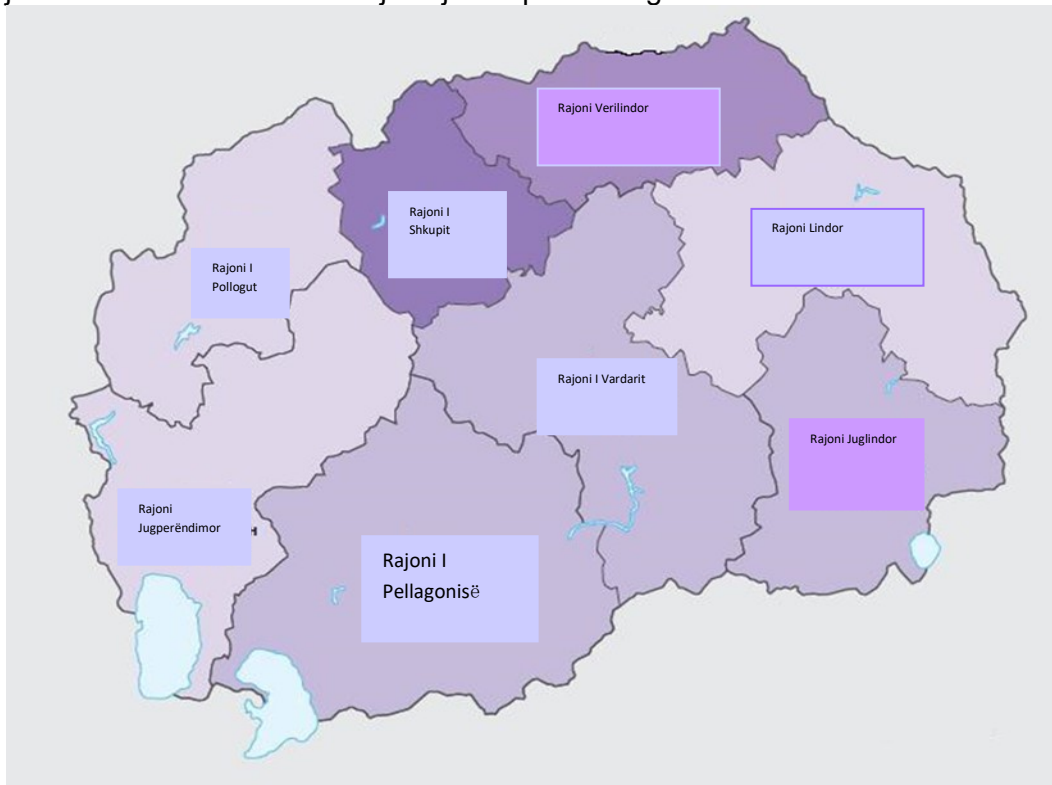 Rajoni Verilindor
Rajoni I
Shkupit
Rajoni Lindor
Rajoni I
Pollogut
Rajoni I Vardarit
Rajoni Juglindor
Rajoni
Jugperëndimor
Rajoni I
Pellagonisë